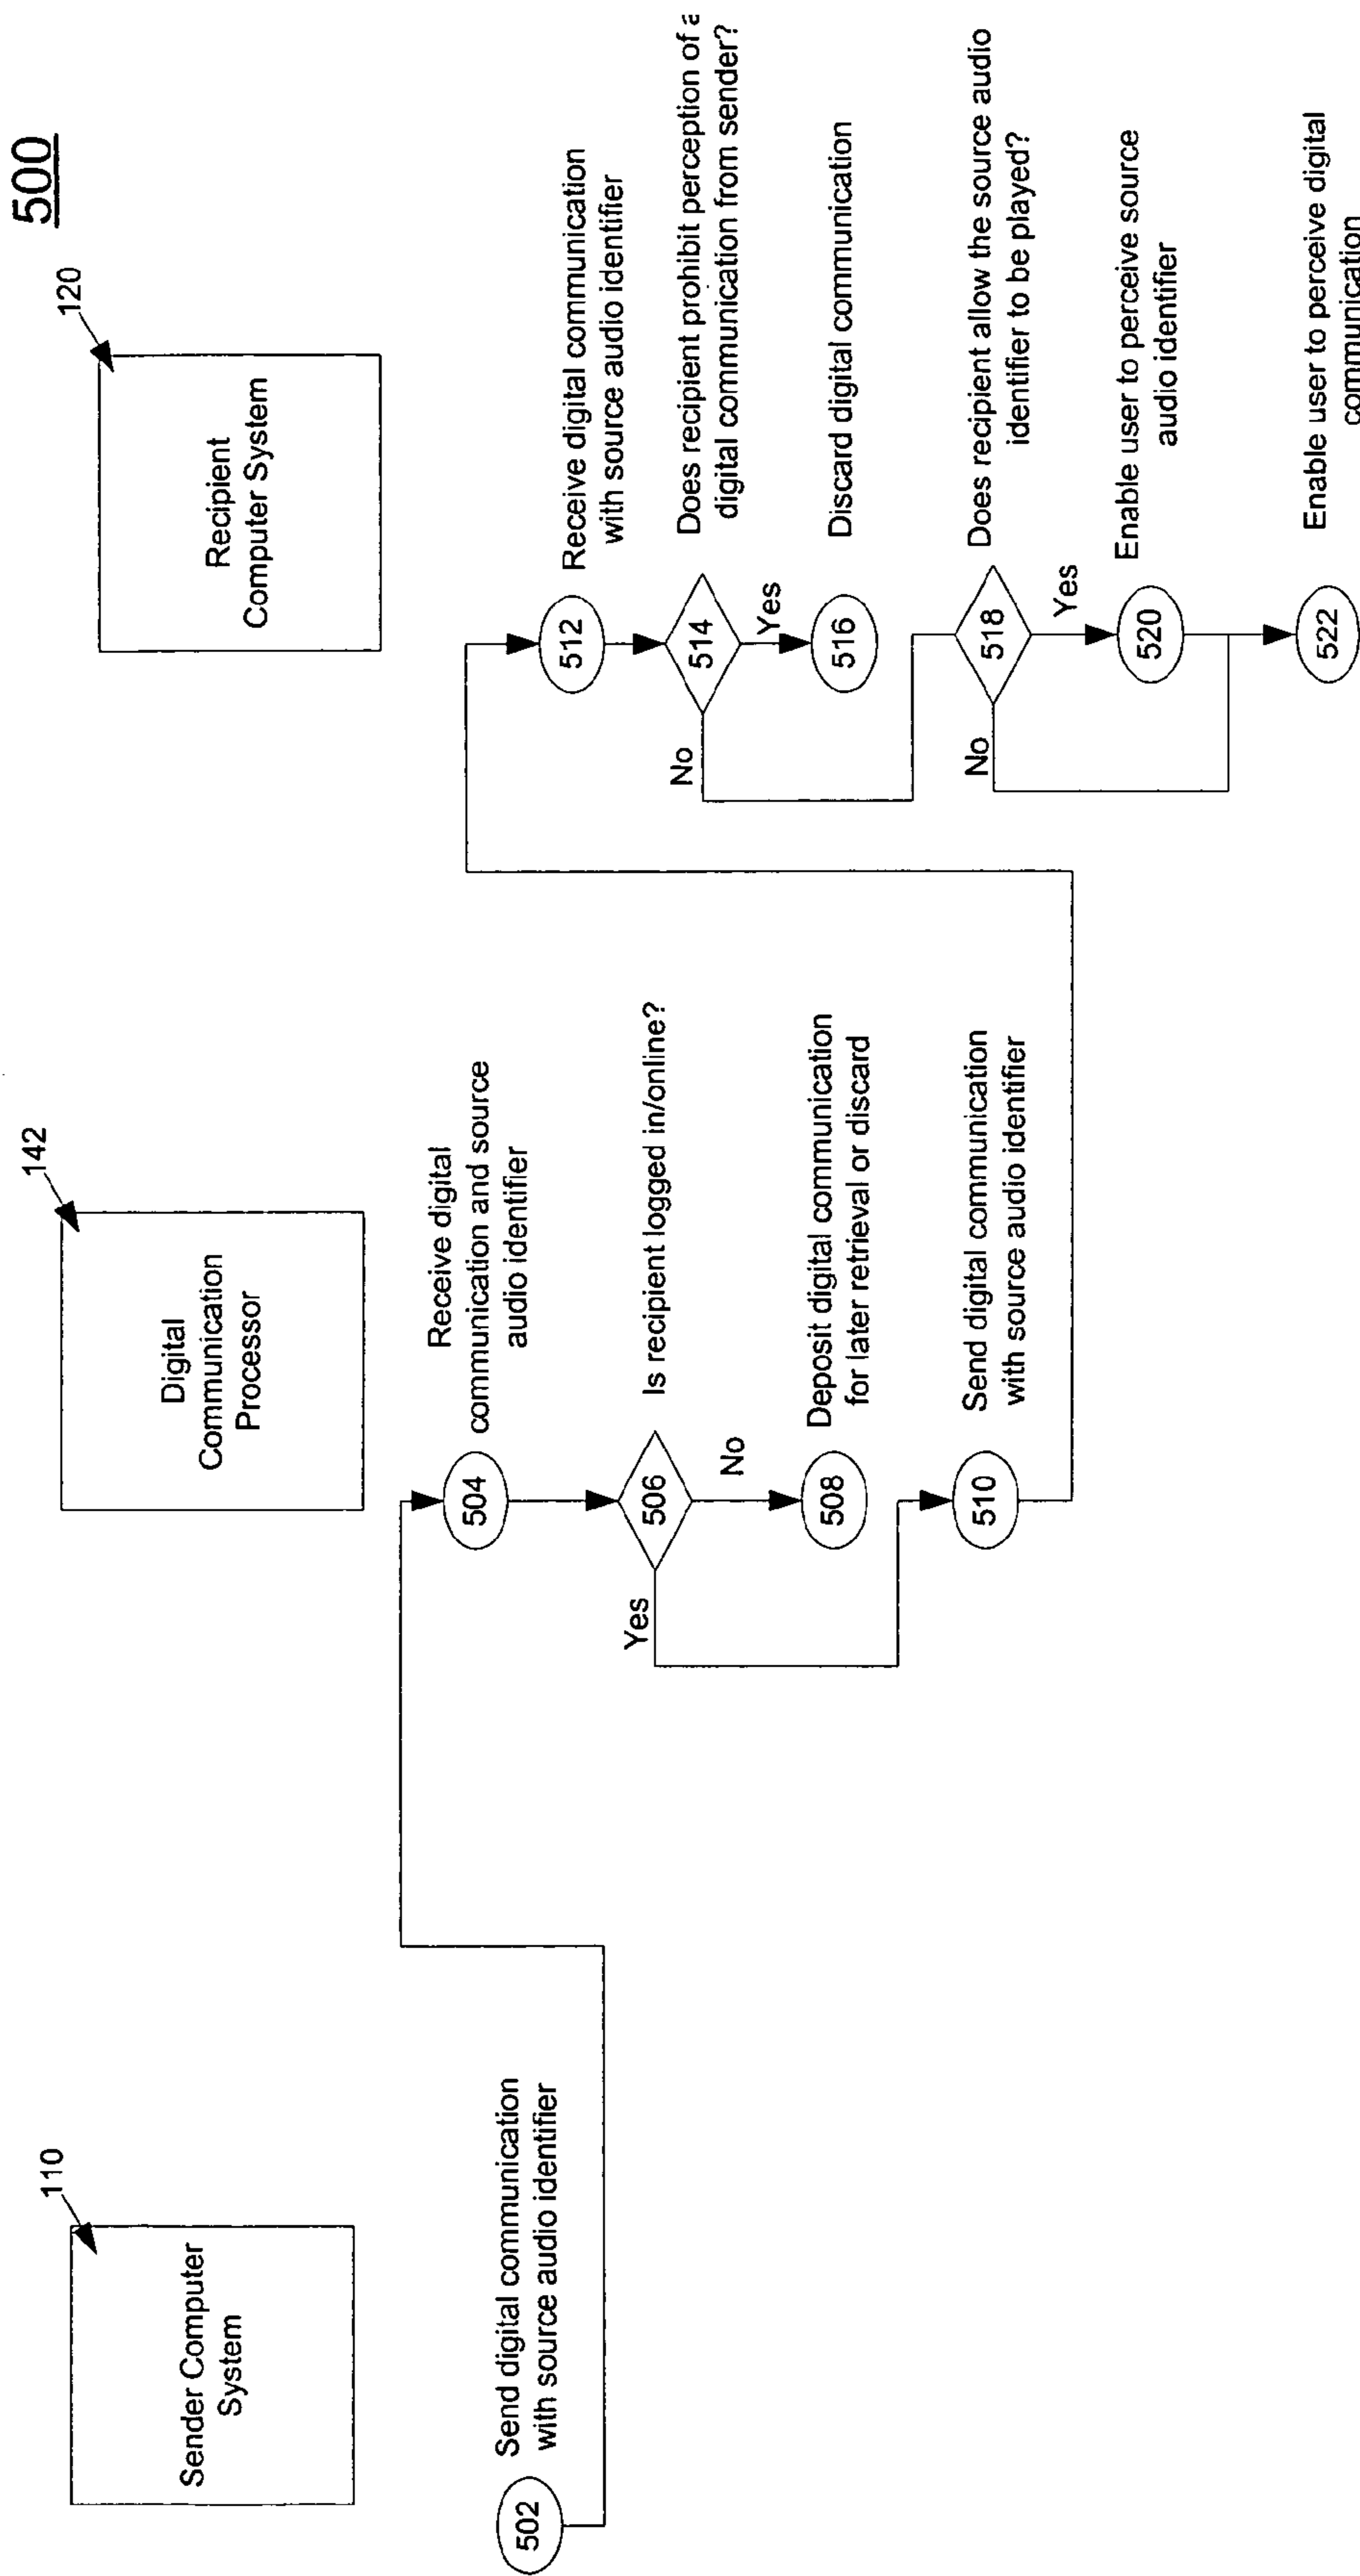 500
110
Sender Computer
System
142
Digital
Communication
Processor
120
Recipient
Computer System
502
Send digital communication
with source audio identifier
504
Receive digital
communication and source
audio identifier
506
Is recipient logged in/online?
Yes
No
508
Deposit digital communication
for later retrieval or discard
510
Send digital communication
with source audio identifier
512
Receive digital communication
with source audio identifier
514
Does recipient prohibit perception of a
digital communication from sender?
No
Yes
516
Discard digital communication
518
Does recipient allow the source audio
identifier to be played?
No
Yes
520
Enable user to perceive source
audio identifier
522
Enable user to perceive digital
communication